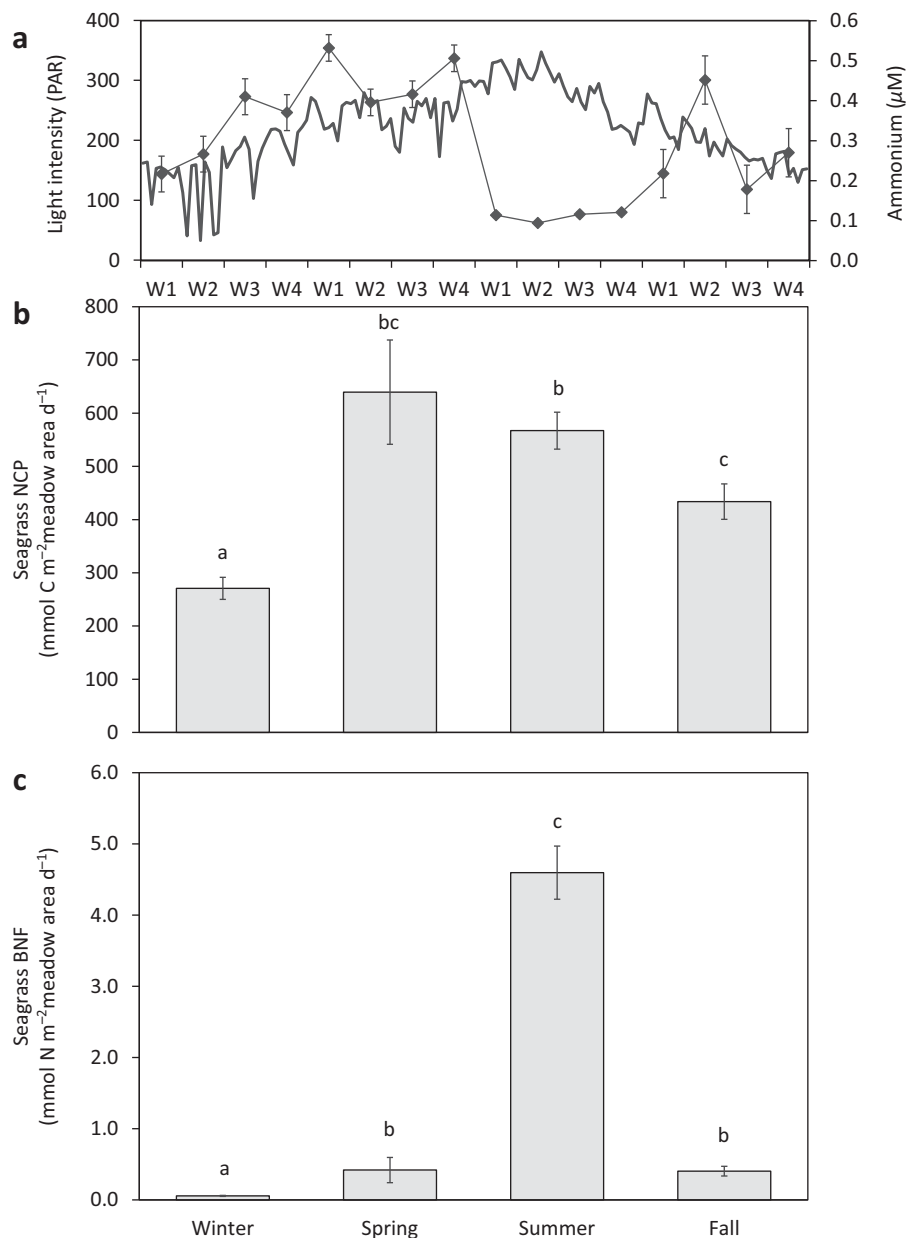 a
Light intensity (PAR)
400
300
200
100
0
0.6
0.5
0.4
0.3
0.2
0.1
0.0
Ammonium (μM)
W1 W2 W3 W4 W1 W2 W3 W4 W1 W2 W3 W4 W1 W2 W3 W4
b
Seagrass NCP
(mmol C m⁻²meadow area d⁻¹)
800
700
600
500
400
300
200
100
0
a
bc
b
c
c
Seagrass BNF
(mmol N m⁻²meadow area d⁻¹)
6.0
5.0
4.0
3.0
2.0
1.0
0.0
a
b
c
b
Winter Spring Summer Fall